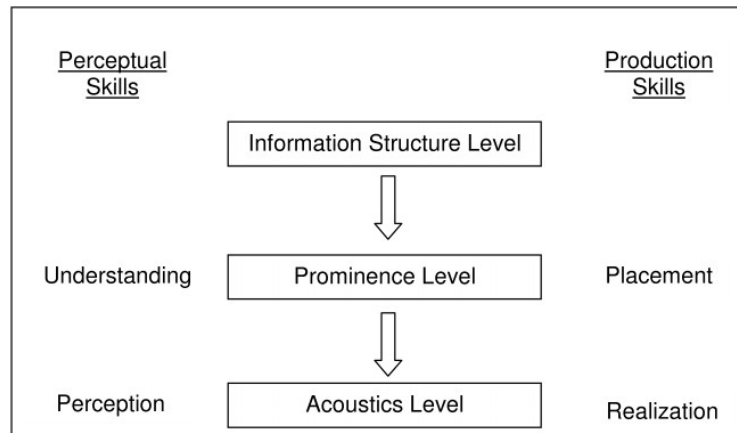 Perceptual
Skills
Production
Skills
Information Structure Level
Understanding
Prominence Level
Placement
Perception
Acoustics Level
Realization